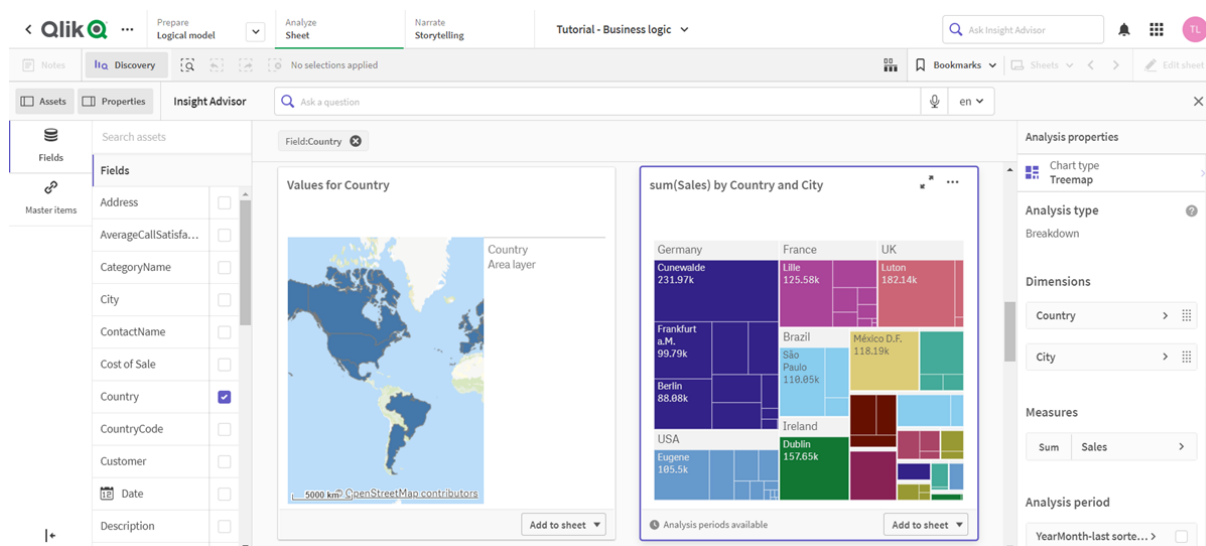 Qlik
Prepare
Logical model
Analyze
Sheet
Narrate
Storytelling
Tutorial - Business logic
Ask Insight Advisor
TL
Notes
Discovery
No selections applied
Bookmarks
Sheets
Edit sheet
Assets
Properties
Insight Advisor
Ask a question
en
Fields
Master items
Search assets
Fields
Address
AverageCallSatisfa...
CategoryName
City
ContactName
Cost of Sale
Country
CountryCode
Customer
Date
Description
Field:Country
Values for Country
Country
Area layer
5000 km
© OpenStreetMap contributors
Add to sheet
sum(Sales) by Country and City
Germany
Cunewalde
231.97k
Frankfurt
a.M.
99.79k
Berlin
88.08k
USA
Eugene
105.5k
France
Lille
125.58k
UK
Luton
182.14k
Brazil
São
Paulo
110.05k
México D.F.
118.19k
Ireland
Dublin
157.65k
Analysis periods available
Add to sheet
Analysis properties
Chart type
Treemap
Analysis type
Breakdown
Dimensions
Country
City
Measures
Sum
Sales
Analysis period
YearMonth-last sorte...